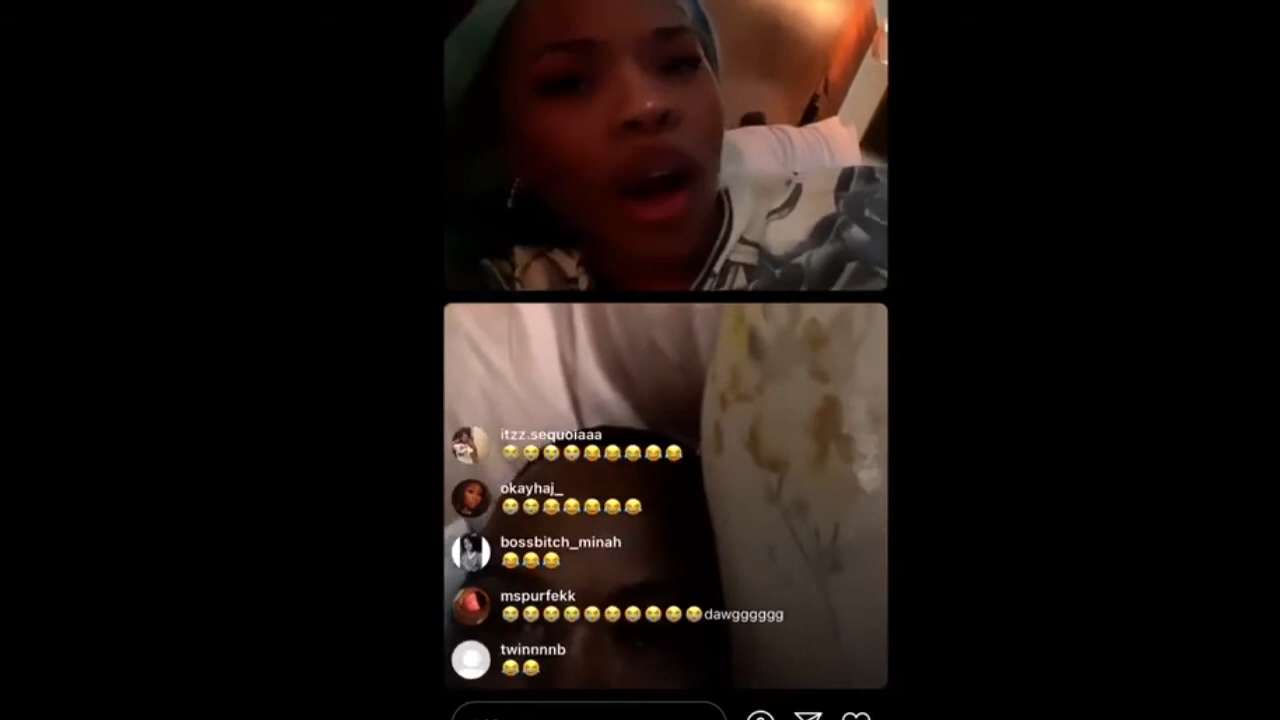 itzz.sequoiaaa
😭😭😭😭😂😂😂😂😂
okayhaj_
😭😭😂😂😂😂😂
bossbitch_minah
😂😂😂
mspurfekk
😭😭😭😭😭😭😭😭😭😭dawgggggg
twinnnnb
😂😂